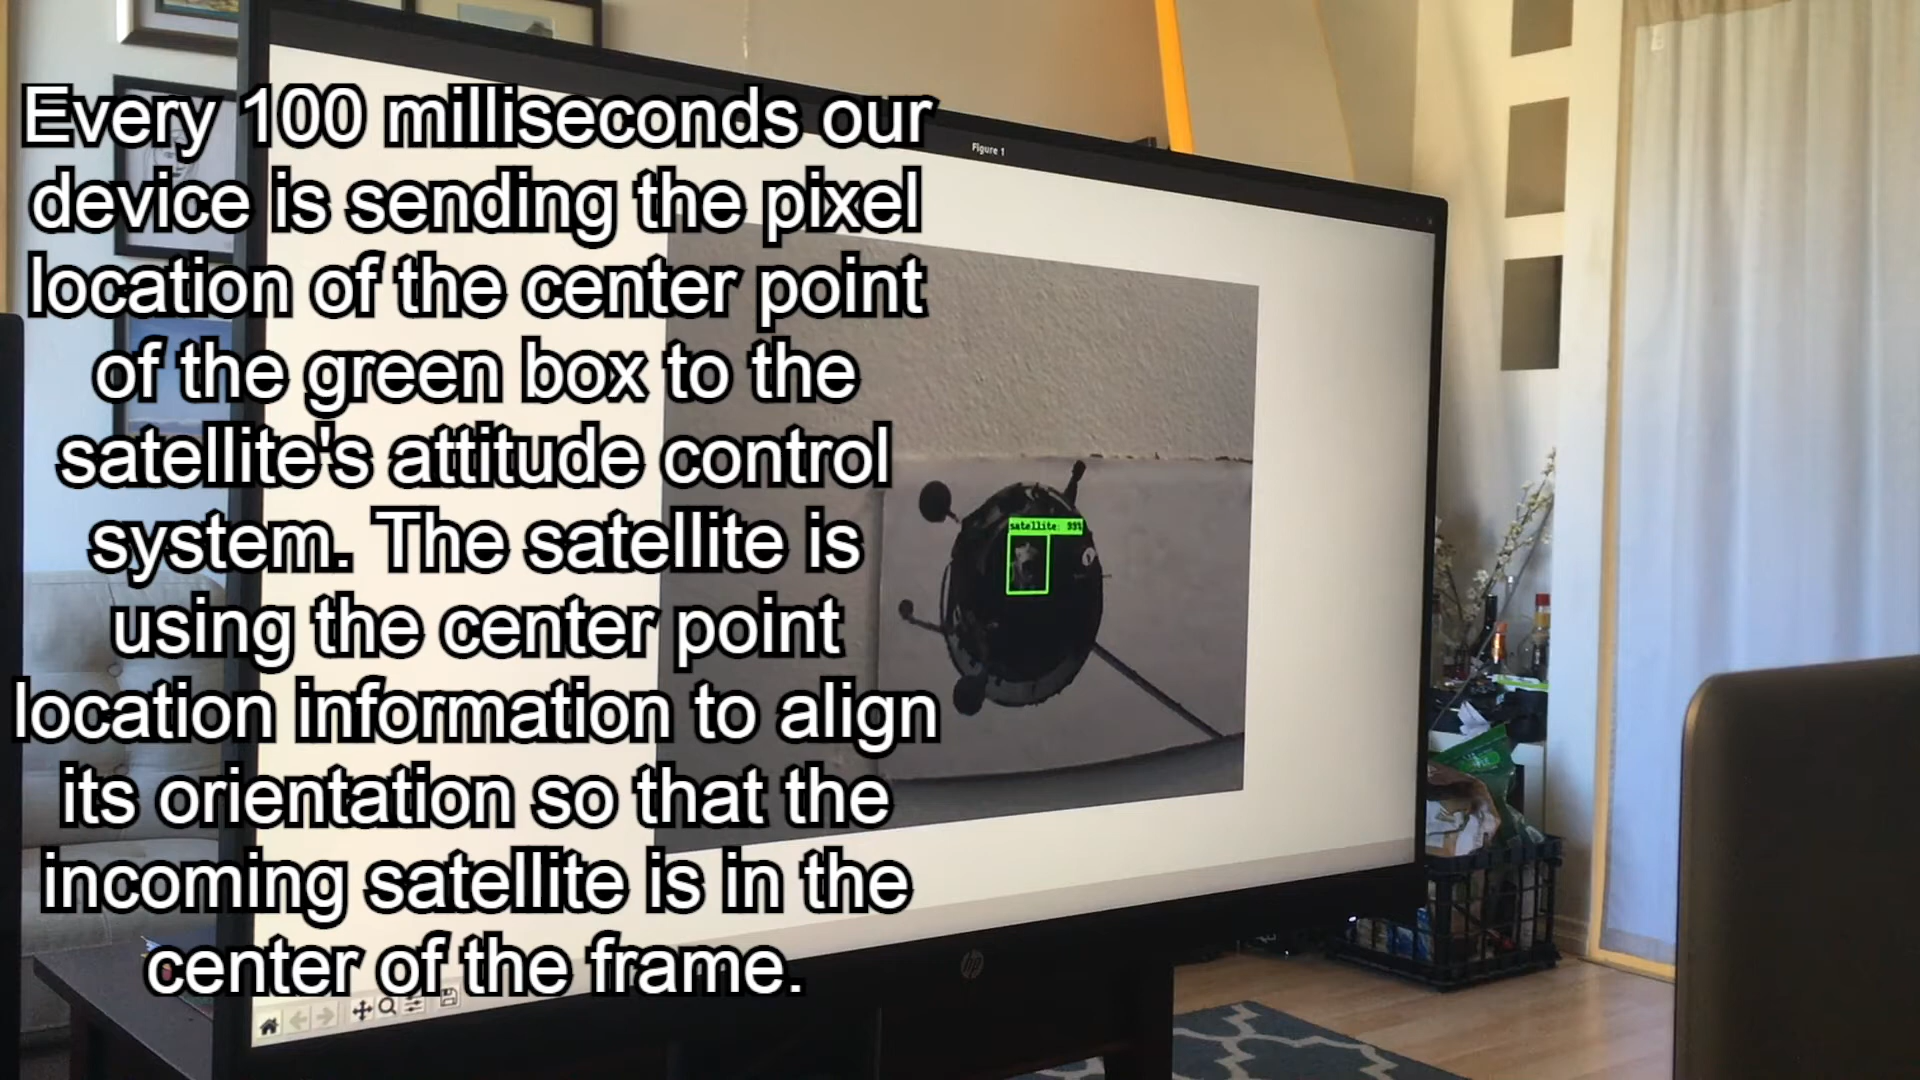 Every 100 milliseconds our
device is sending the pixel
location of the center point
of the green box to the
satellite's attitude control
system. The satellite is
using the center point
location information to align
its orientation so that the
incoming satellite is in the
center of the frame.
Figure 1
satellite: 99%
hp